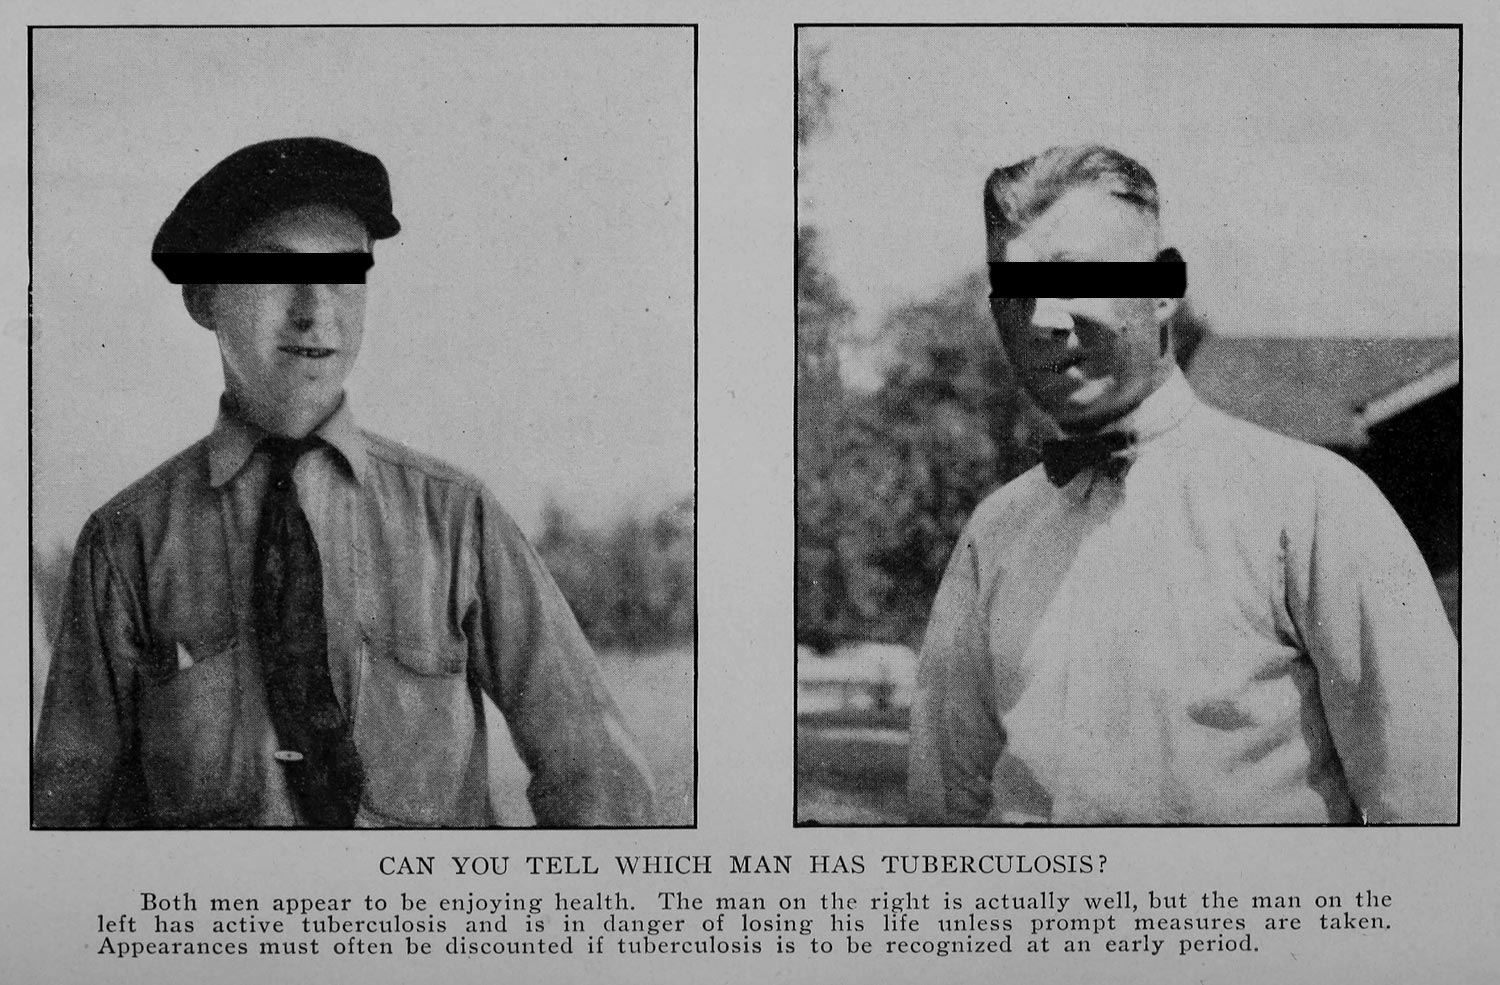 CAN YOU TELL WHICH MAN HAS TUBERCULOSIS?
Both men appear to be enjoying health. The man on the right is actually well, but the man on the
left has active tuberculosis and is in danger of losing his life unless prompt measures are taken.
Appearances must often be discounted if tuberculosis is to be recognized at an early period.